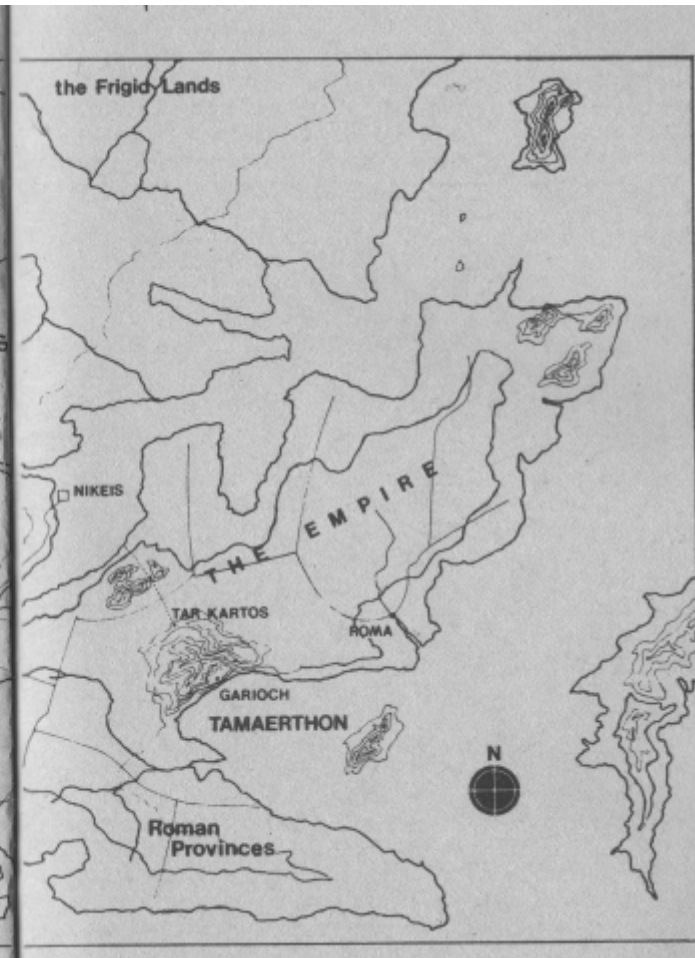 the Frigid Lands
NIKEIS
THE EMPIRE
TAR KARTOS
ROMA
GARIOCH
TAMAERTHON
N
Roman
Provinces